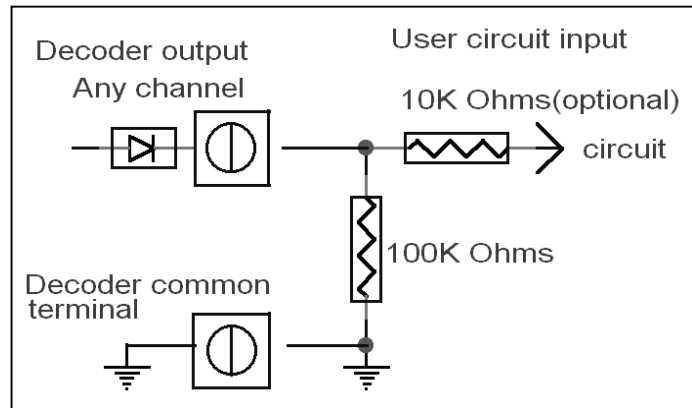 Decoder output
Any channel
User circuit input
10K Ohms(optional)
circuit
100K Ohms
Decoder common
terminal